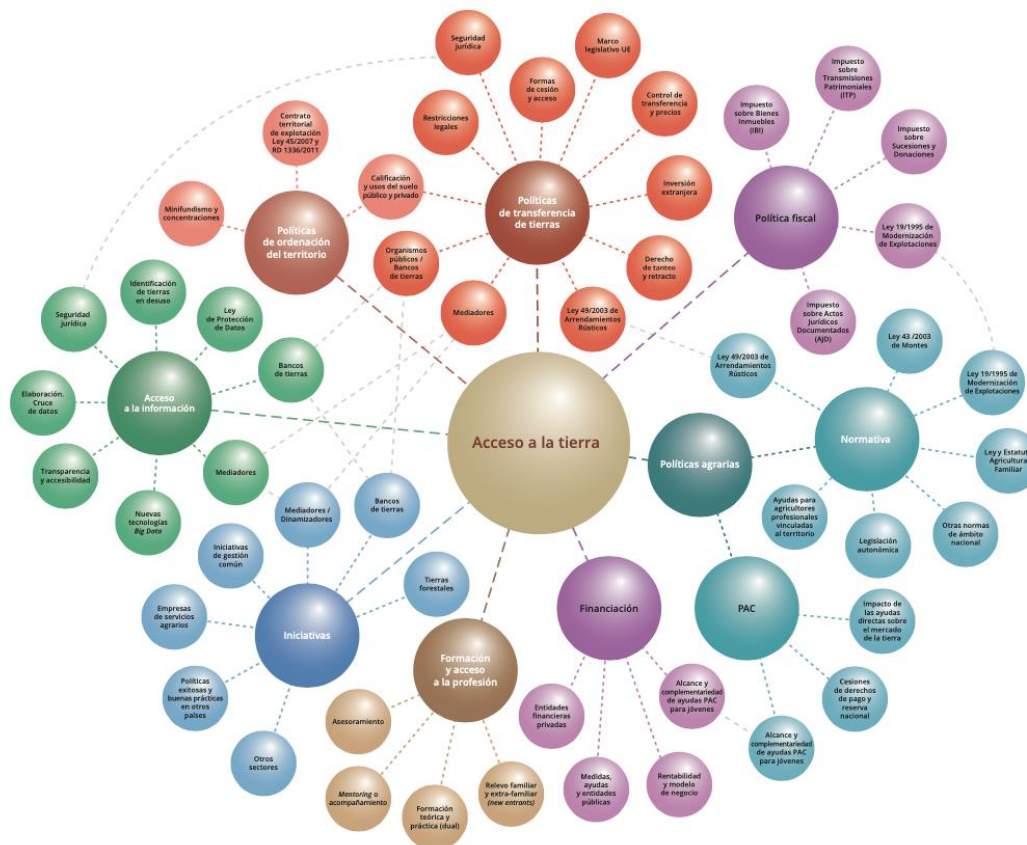 Seguridad
jurídica
Marco
legislativo UE
Formas
de cesión
y acceso
Control de
transferencia
y precios
Restricciones
legales
Calificación
y usos del suelo
público y privado
Políticas
de transferencia
de tierras
Inversión
extranjera
Organismos
públicos /
Bancos
de tierras
Derecho
de tanteo
y retracto
Mediadores
Ley 49/2003 de
Arrendamientos
Rústicos
Contrato
territorial
de explotación
Ley 45/2007 y
RD 1336/2011
Minifundismo y
concentraciones
Políticas
de ordenación
del territorio
Impuesto
sobre
Transmisiones
Patrimoniales
(ITP)
Impuesto
sobre Bienes
Inmuebles
(IBI)
Impuesto
sobre
Sucesiones y
Donaciones
Política fiscal
Ley 19/1995 de
Modernización
de Explotaciones
Impuesto
sobre Actos
Jurídicos
Documentados
(AJD)
Identificación
de tierras
en desuso
Seguridad
jurídica
Ley
de Protección
de Datos
Bancos
de tierras
Acceso
a la información
Elaboración.
Cruce
de datos
Transparencia
y accesibilidad
Mediadores
Nuevas
tecnologías
Big Data
Acceso a la tierra
Políticas agrarias
Ley 49/2003 de
Arrendamientos
Rústicos
Ley 43 /2003
de Montes
Ley 19/1995 de
Modernización
de Explotaciones
Normativa
Ley y Estatut
Agricultura
Familiar
Ayudas para
agricultores
profesionales
vinculadas
al territorio
Legislación
autonómica
Otras normas
de ámbito
nacional
Mediadores /
Dinamizadores
Bancos
de tierras
Iniciativas
de gestión
común
Tierras
forestales
Empresas
de servicios
agrarios
Iniciativas
Políticas
exitosas y
buenas prácticas
en otros
países
Otros
sectores
Formación
y acceso
a la profesión
Asesoramiento
Mentoring o
acompañamiento
Formación
teórica y
práctica (dual)
Relevo familiar
y extra-familiar
(new entrants)
Financiación
Entidades
financieras
privadas
Medidas,
ayudas
y entidades
públicas
Rentabilidad
y modelo
de negocio
Alcance y
complementariedad
de ayudas PAC
para jóvenes
PAC
Impacto de
las ayudas
directas sobre
el mercado
de la tierra
Cesiones
de derechos
de pago y
reserva
nacional
Alcance y
complementariedad
de ayudas PAC
para jóvenes